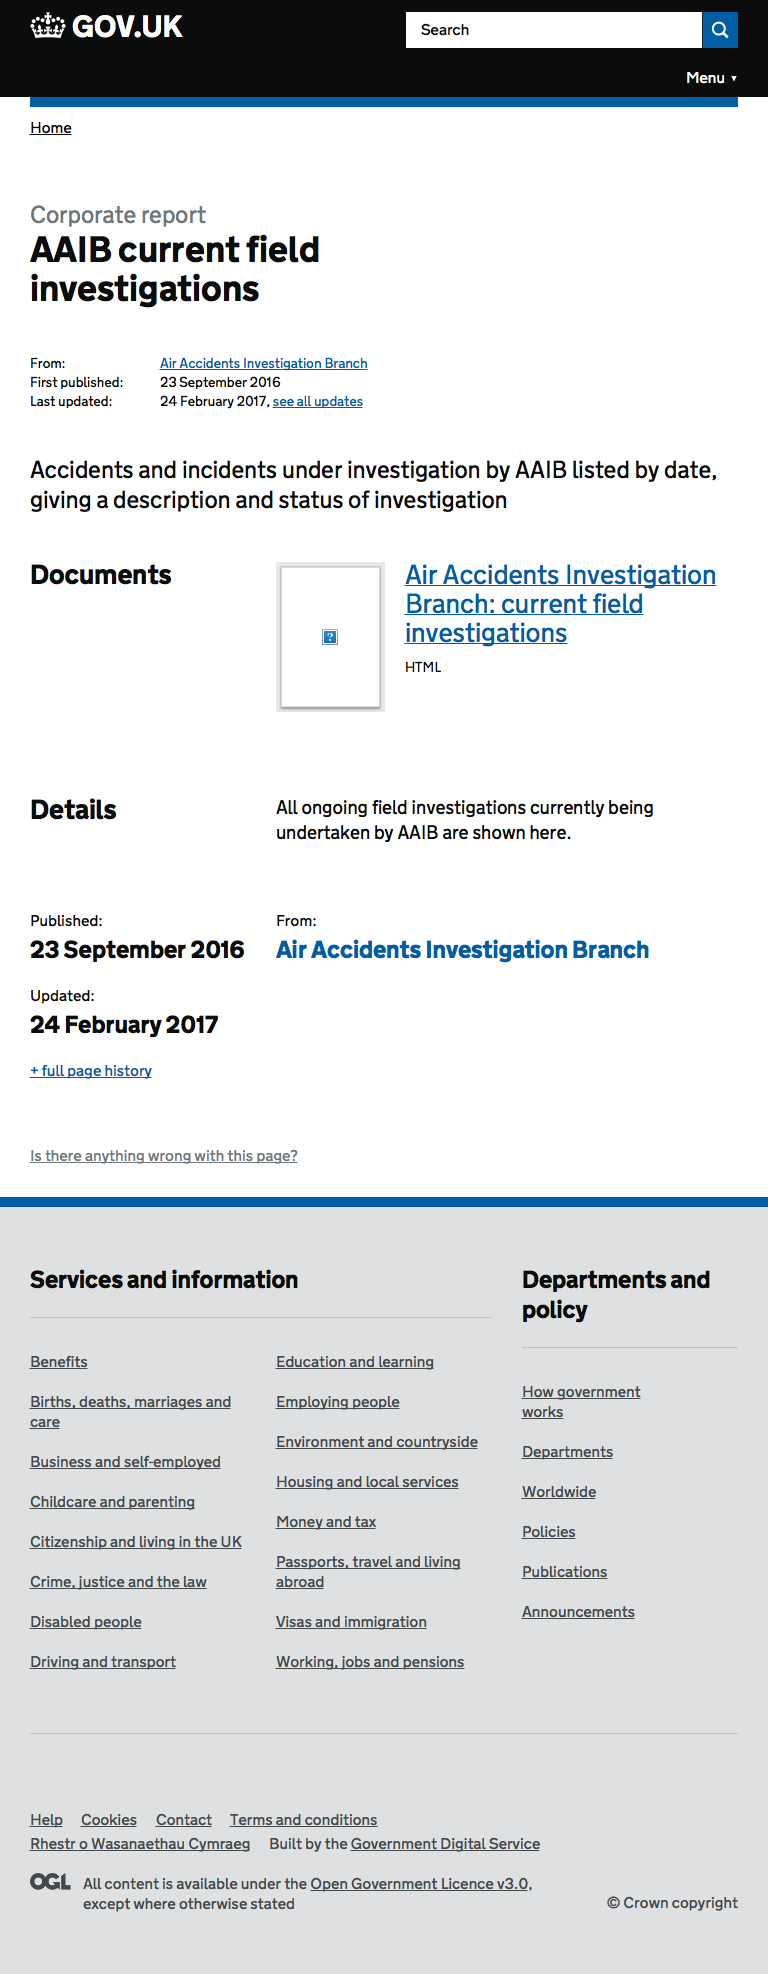 GOV.UK
Search
Menu ▼
Home
Corporate report
AAIB current field
investigations
From: Air Accidents Investigation Branch
First published: 23 September 2016
Last updated: 24 February 2017, see all updates
Accidents and incidents under investigation by AAIB listed by date,
giving a description and status of investigation
Documents
Air Accidents Investigation
Branch: current field
investigations
HTML
Details
All ongoing field investigations currently being
undertaken by AAIB are shown here.
Published:
23 September 2016
From:
Air Accidents Investigation Branch
Updated:
24 February 2017
+ full page history
Is there anything wrong with this page?
Services and information
Benefits
Births, deaths, marriages and
care
Business and self-employed
Childcare and parenting
Citizenship and living in the UK
Crime, justice and the law
Disabled people
Driving and transport
Education and learning
Employing people
Environment and countryside
Housing and local services
Money and tax
Passports, travel and living
abroad
Visas and immigration
Working, jobs and pensions
Departments and
policy
How government
works
Departments
Worldwide
Policies
Publications
Announcements
Help Cookies Contact Terms and conditions
Rhestr o Wasanaethau Cymraeg Built by the Government Digital Service
OGL
All content is available under the Open Government Licence v3.0,
except where otherwise stated
© Crown copyright